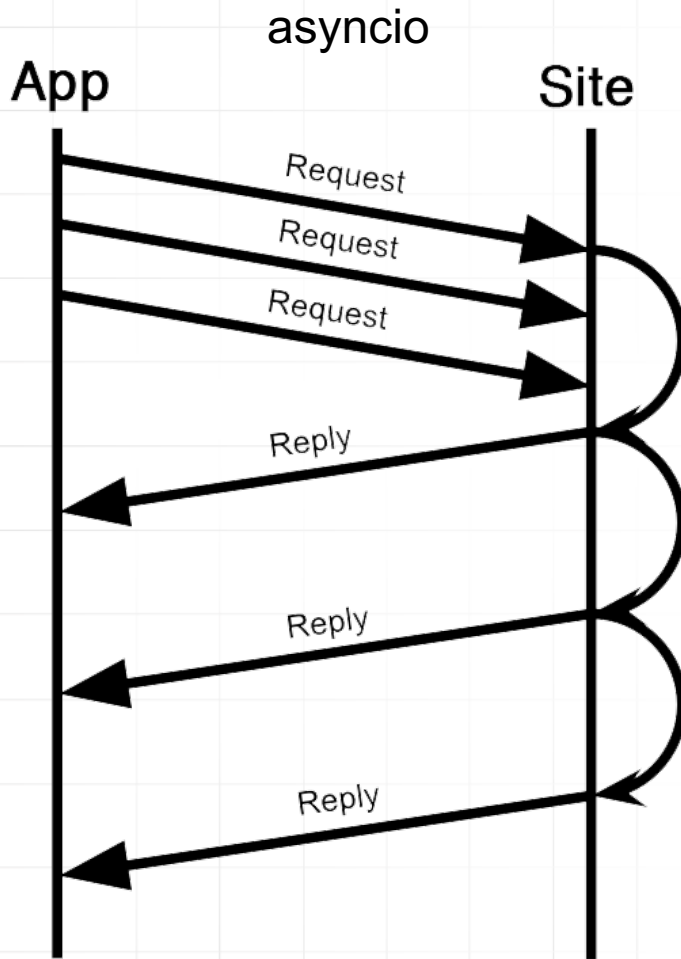 asyncio
App
Site
Request
Request
Request
Reply
Reply
Reply